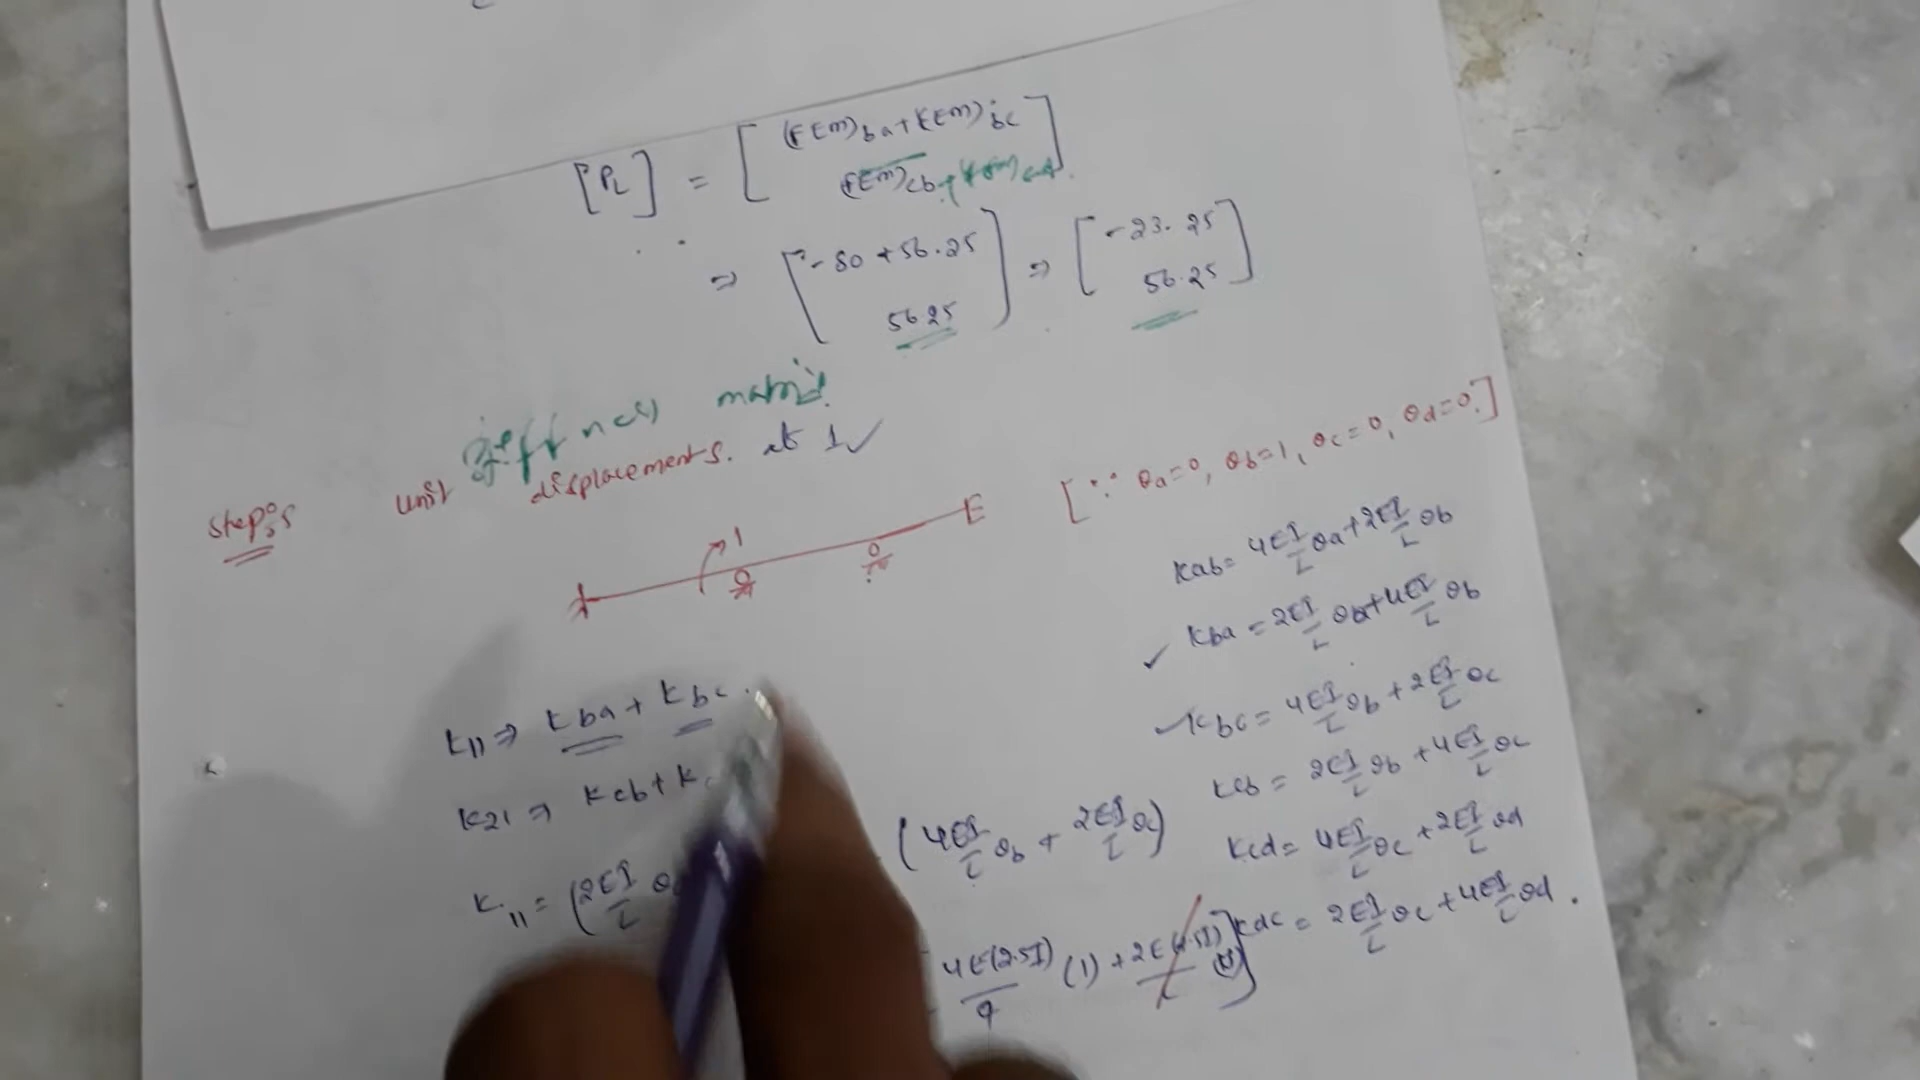 [PL] = [ (FEM)ba + (FEM)bc
(FEM)cb + (FEM)cd ]
⇒ [ -80 + 56.25
56.25 ] ⇒ [ -23.25
56.25 ]
matrix
step:5 unit displacements. at 1 ✓
[∵ θa=0, θb=1, θc=0, θd=0.]
1
kab = 4EI/L θa + 2EI/L θb
✓ kba = 2EI/L θa + 4EI/L θb
✓ kbc = 4EI/L θb + 2EI/L θc
kcb = 2EI/L θb + 4EI/L θc
kcd = 4EI/L θc + 2EI/L θd
kdc = 2EI/L θc + 4EI/L θd .
k11 ⇒ kba + kbc.
k21 ⇒ kcb + k
k11 = (2EI/L θ
(4EI/L θb + 2EI/L θc)
4E(2.5I)/9 (1) + 2E